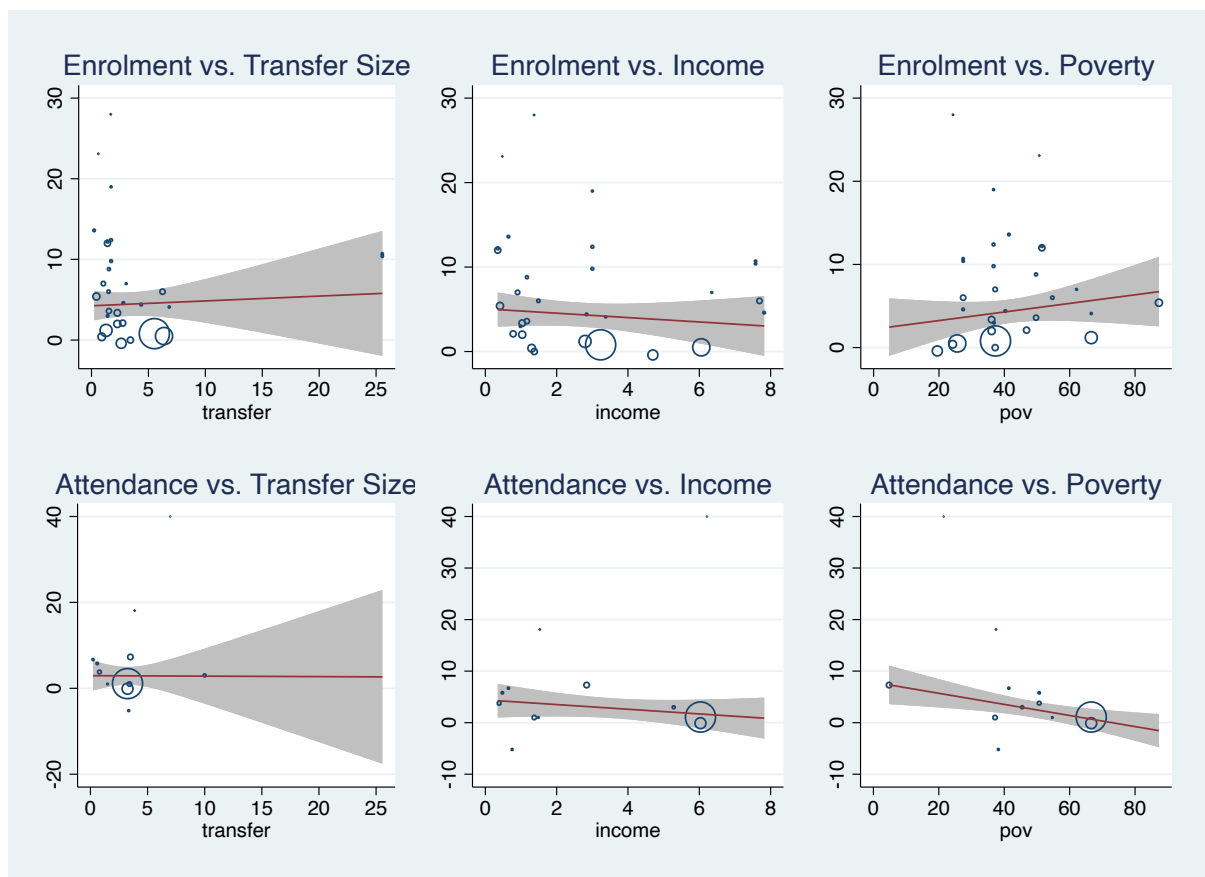 Enrolment vs. Transfer Size
30
20
10
0
0 5 10 15 20 25
transfer
Enrolment vs. Income
30
20
10
0
0 2 4 6 8
income
Enrolment vs. Poverty
30
20
10
0
0 20 40 60 80
pov
Attendance vs. Transfer Size
40
20
0
-20
0 5 10 15 20 25
transfer
Attendance vs. Income
40
30
20
10
0
-10
0 2 4 6 8
income
Attendance vs. Poverty
40
30
20
10
0
-10
0 20 40 60 80
pov